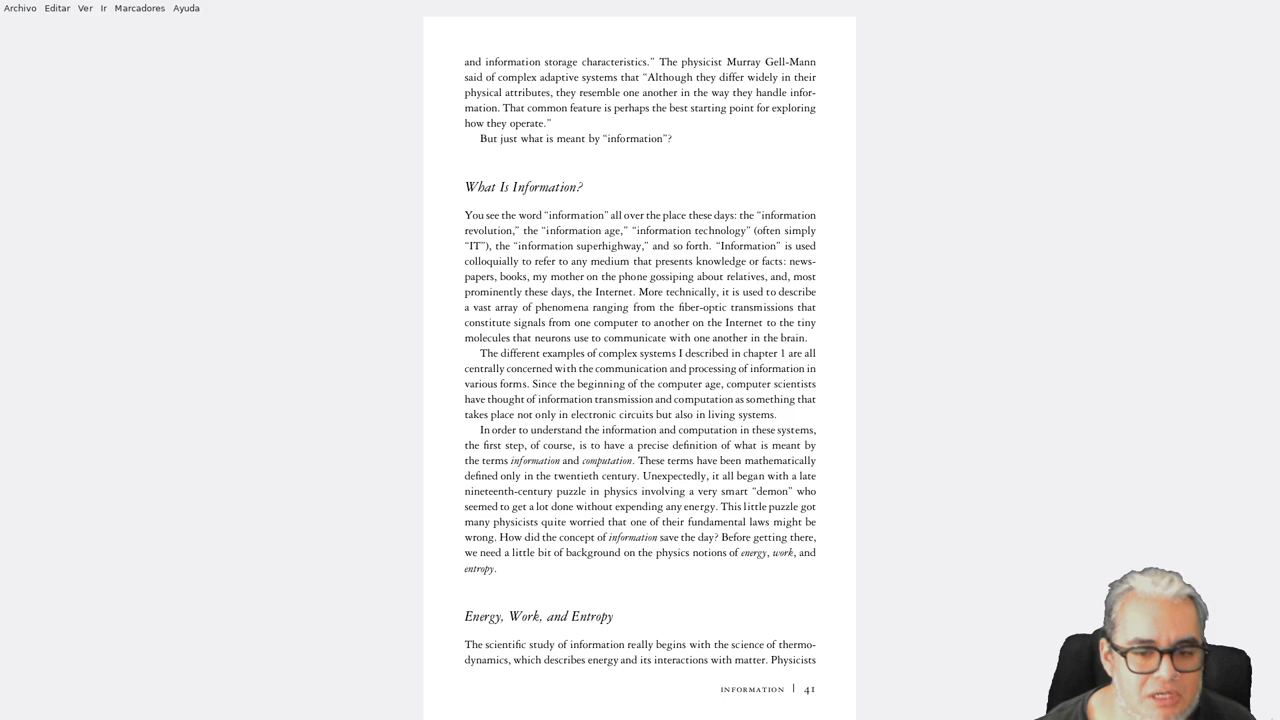 Archivo Editar Ver Ir Marcadores Ayuda
and information storage characteristics.” The physicist Murray Gell-Mann
said of complex adaptive systems that “Although they differ widely in their
physical attributes, they resemble one another in the way they handle infor-
mation. That common feature is perhaps the best starting point for exploring
how they operate.”
But just what is meant by “information”?
What Is Information?
You see the word “information” all over the place these days: the “information
revolution,” the “information age,” “information technology” (often simply
“IT”), the “information superhighway,” and so forth. “Information” is used
colloquially to refer to any medium that presents knowledge or facts: news-
papers, books, my mother on the phone gossiping about relatives, and, most
prominently these days, the Internet. More technically, it is used to describe
a vast array of phenomena ranging from the fiber-optic transmissions that
constitute signals from one computer to another on the Internet to the tiny
molecules that neurons use to communicate with one another in the brain.
The different examples of complex systems I described in chapter 1 are all
centrally concerned with the communication and processing of information in
various forms. Since the beginning of the computer age, computer scientists
have thought of information transmission and computation as something that
takes place not only in electronic circuits but also in living systems.
In order to understand the information and computation in these systems,
the first step, of course, is to have a precise definition of what is meant by
the terms information and computation. These terms have been mathematically
defined only in the twentieth century. Unexpectedly, it all began with a late
nineteenth-century puzzle in physics involving a very smart “demon” who
seemed to get a lot done without expending any energy. This little puzzle got
many physicists quite worried that one of their fundamental laws might be
wrong. How did the concept of information save the day? Before getting there,
we need a little bit of background on the physics notions of energy, work, and
entropy.
Energy, Work, and Entropy
The scientific study of information really begins with the science of thermo-
dynamics, which describes energy and its interactions with matter. Physicists
INFORMATION | 41